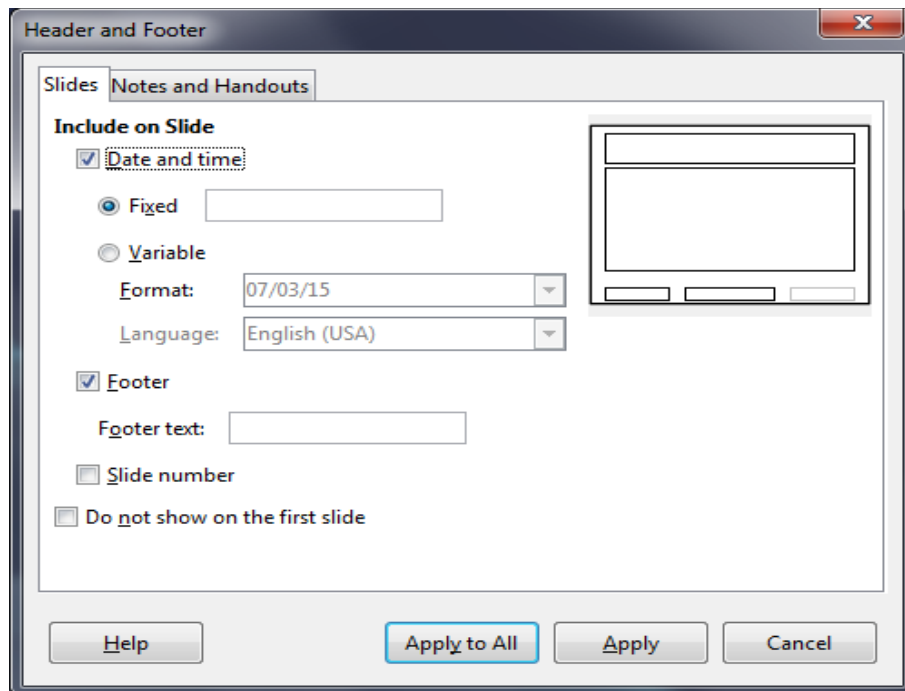 Header and Footer
Slides Notes and Handouts
Include on Slide
Date and time
Fixed
Variable
Format: 07/03/15
Language: English (USA)
Footer
Footer text:
Slide number
Do not show on the first slide
Help Apply to All Apply Cancel